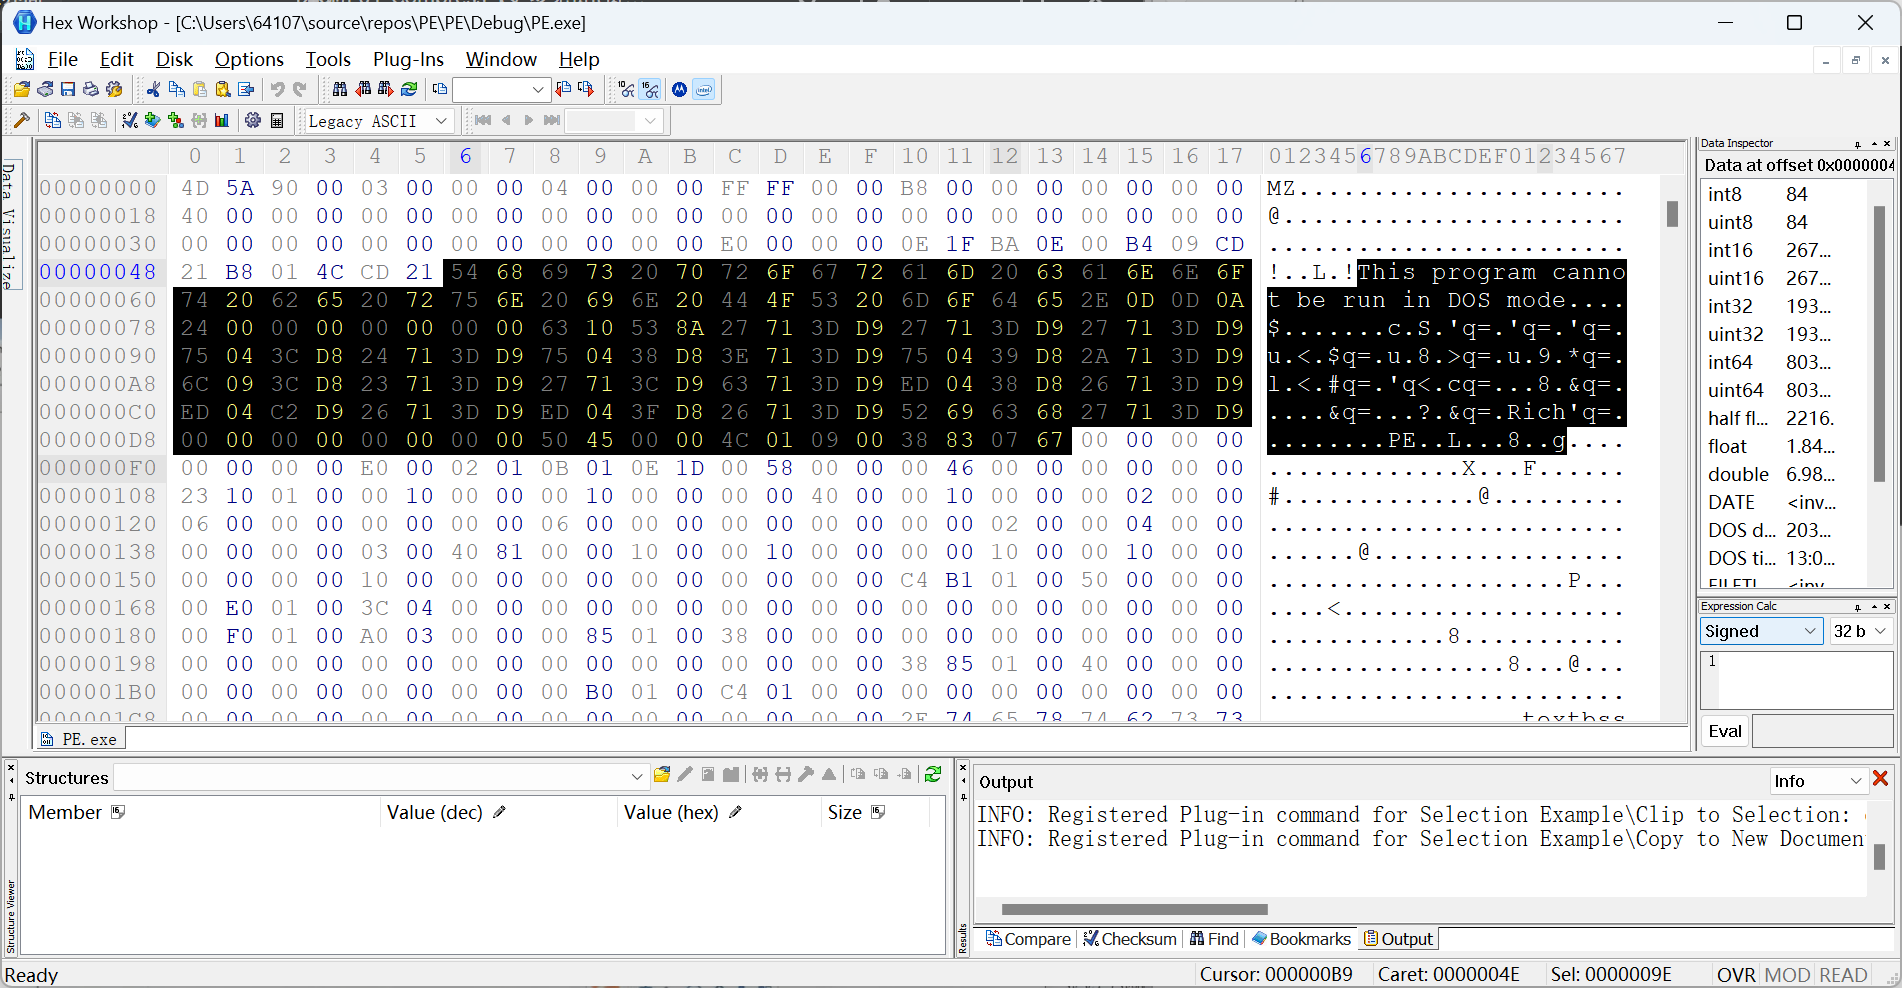 Hex Workshop - [C:\Users\64107\source\repos\PE\PE\Debug\PE.exe]
File Edit Disk Options Tools Plug-Ins Window Help
Legacy ASCII
Data Visualize
0 1 2 3 4 5 6 7 8 9 A B C D E F 10 11 12 13 14 15 16 17 0123456789ABCDEF01234567
00000000 4D 5A 90 00 03 00 00 00 04 00 00 00 FF FF 00 00 B8 00 00 00 00 00 00 00 MZ......................
00000018 40 00 00 00 00 00 00 00 00 00 00 00 00 00 00 00 00 00 00 00 00 00 00 00 @.......................
00000030 00 00 00 00 00 00 00 00 00 00 00 00 E0 00 00 00 0E 1F BA 0E 00 B4 09 CD ........................
00000048 21 B8 01 4C CD 21 54 68 69 73 20 70 72 6F 67 72 61 6D 20 63 61 6E 6E 6F !..L.!This program canno
00000060 74 20 62 65 20 72 75 6E 20 69 6E 20 44 4F 53 20 6D 6F 64 65 2E 0D 0D 0A t be run in DOS mode....
00000078 24 00 00 00 00 00 00 00 63 10 53 8A 27 71 3D D9 27 71 3D D9 27 71 3D D9 $.......c.S.'q=.'q=.'q=.
00000090 75 04 3C D8 24 71 3D D9 75 04 38 D8 3E 71 3D D9 75 04 39 D8 2A 71 3D D9 u.<.$q=.u.8.>q=.u.9.*q=.
000000A8 6C 09 3C D8 23 71 3D D9 27 71 3C D9 63 71 3D D9 ED 04 38 D8 26 71 3D D9 l.<.#q=.'q<.cq=...8.&q=.
000000C0 ED 04 C2 D9 26 71 3D D9 ED 04 3F D8 26 71 3D D9 52 69 63 68 27 71 3D D9 ....&q=...?.&q=.Rich'q=.
000000D8 00 00 00 00 00 00 00 00 50 45 00 00 4C 01 09 00 38 83 07 67 00 00 00 00 ........PE..L...8..g....
000000F0 00 00 00 00 E0 00 02 01 0B 01 0E 1D 00 58 00 00 00 46 00 00 00 00 00 00 .............X...F......
00000108 23 10 01 00 00 10 00 00 00 10 00 00 00 00 40 00 00 10 00 00 00 02 00 00 #.............@.........
00000120 06 00 00 00 00 00 00 00 06 00 00 00 00 00 00 00 00 00 02 00 00 04 00 00 ........................
00000138 00 00 00 00 03 00 40 81 00 00 10 00 00 10 00 00 00 00 10 00 00 10 00 00 ......@.................
00000150 00 00 00 00 10 00 00 00 00 00 00 00 00 00 00 00 C4 B1 01 00 50 00 00 00 ....................P...
00000168 00 E0 01 00 3C 04 00 00 00 00 00 00 00 00 00 00 00 00 00 00 00 00 00 00 ....<...................
00000180 00 F0 01 00 A0 03 00 00 00 85 01 00 38 00 00 00 00 00 00 00 00 00 00 00 ............8...........
00000198 00 00 00 00 00 00 00 00 00 00 00 00 00 00 00 00 38 85 01 00 40 00 00 00 ................8...@...
000001B0 00 00 00 00 00 00 00 00 00 B0 01 00 C4 01 00 00 00 00 00 00 00 00 00 00 ........................
000001C8 00 00 00 00 00 00 00 00 00 00 00 00 00 00 00 00 2E 74 65 78 74 62 73 73 .textbss
PE.exe
Data Inspector
Data at offset 0x0000004
int8 84
uint8 84
int16 267...
uint16 267...
int32 193...
uint32 193...
int64 803...
uint64 803...
half fl... 2216.
float 1.84...
double 6.98...
DATE <inv...
DOS d... 203...
DOS ti... 13:0...
FILETI... <inv...
Expression Calc
Signed 32 b
1
Eval
Structures
Member Value (dec) Value (hex) Size
Structure Viewer
Output Info
INFO: Registered Plug-in command for Selection Example\Clip to Selection:
INFO: Registered Plug-in command for Selection Example\Copy to New Documen
Results
Compare Checksum Find Bookmarks Output
Ready Cursor: 000000B9 Caret: 0000004E Sel: 0000009E OVR MOD READ